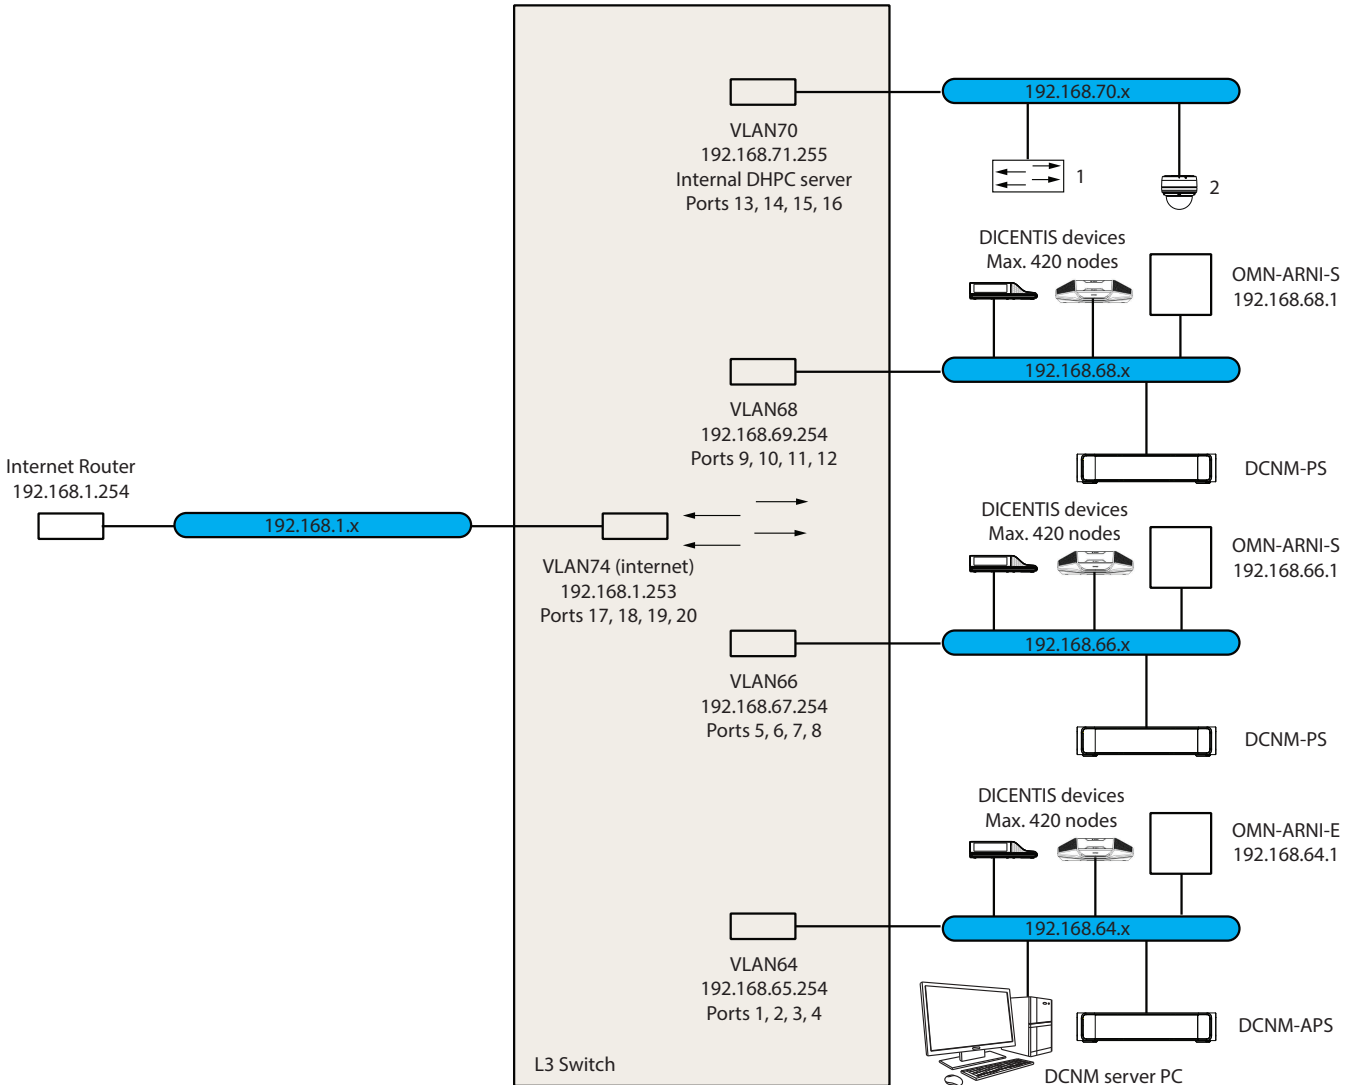 192.168.70.x
VLAN70
192.168.71.255
Internal DHPC server
Ports 13, 14, 15, 16
1
2
DICENTIS devices
Max. 420 nodes
OMN-ARNI-S
192.168.68.1
192.168.68.x
VLAN68
192.168.69.254
Ports 9, 10, 11, 12
DCNM-PS
Internet Router
192.168.1.254
192.168.1.x
VLAN74 (internet)
192.168.1.253
Ports 17, 18, 19, 20
DICENTIS devices
Max. 420 nodes
OMN-ARNI-S
192.168.66.1
192.168.66.x
VLAN66
192.168.67.254
Ports 5, 6, 7, 8
DCNM-PS
DICENTIS devices
Max. 420 nodes
OMN-ARNI-E
192.168.64.1
192.168.64.x
VLAN64
192.168.65.254
Ports 1, 2, 3, 4
DCNM-APS
DCNM server PC
L3 Switch